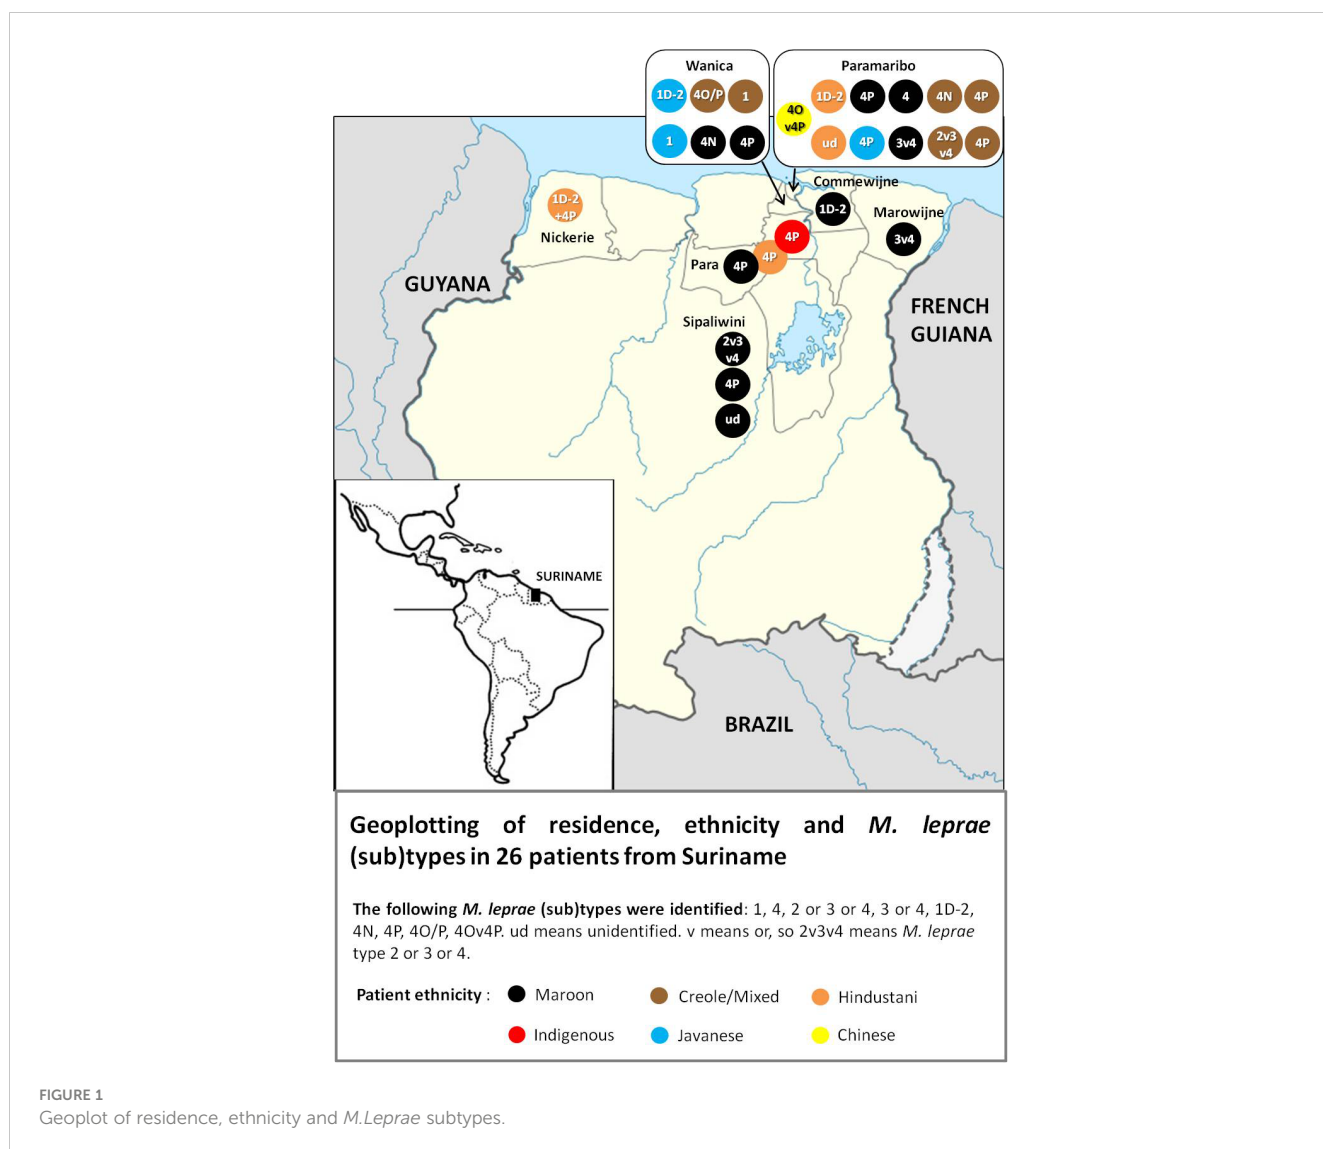 Wanica
1D-2 4O/P 1
1 4N 4P
Paramaribo
4O
v4P
1D-2 4P 4 4N 4P
ud 4P 3v4 2v3
v4 4P
Commewijne
1D-2
Marowijne
3v4
1D-2
+4P
Nickerie
4P
4P
Para 4P
GUYANA
FRENCH
GUIANA
Sipaliwini
2v3
v4
4P
ud
SURINAME
BRAZIL
Geoplotting of residence, ethnicity and M. leprae
(sub)types in 26 patients from Suriname
The following M. leprae (sub)types were identified: 1, 4, 2 or 3 or 4, 3 or 4, 1D-2,
4N, 4P, 4O/P, 4Ov4P. ud means unidentified. v means or, so 2v3v4 means M. leprae
type 2 or 3 or 4.
Patient ethnicity : Maroon Creole/Mixed Hindustani
Indigenous Javanese Chinese
FIGURE 1
Geoplot of residence, ethnicity and M.Leprae subtypes.